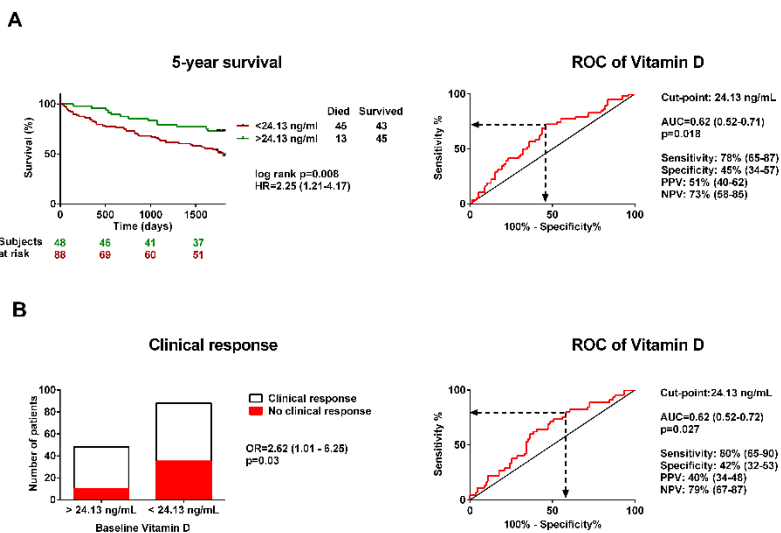 A
5-year survival
100
50
0
Survival (%)
0 500 1000 1500
Time (days)
<24.13 ng/ml
>24.13 ng/ml
Died Survived
45 43
13 45
log rank p=0.008
HR=2.25 (1.21-4.17)
Subjects
at risk
48 46 41 37
88 69 60 51
ROC of Vitamin D
100
50
0
Sensitivity %
0 50 100
100% - Specificity%
Cut-point: 24.13 ng/mL
AUC=0.62 (0.52-0.71)
p=0.018
Sensitivity: 78% (65-87)
Specificity: 45% (34-57)
PPV: 51% (40-62)
NPV: 73% (58-85)
B
Clinical response
100
80
60
40
20
0
Number of patients
> 24.13 ng/mL < 24.13 ng/mL
Baseline Vitamin D
Clinical response
No clinical response
OR=2.62 (1.01 - 6.25)
p=0.03
ROC of Vitamin D
100
50
0
Sensitivity %
0 50 100
100% - Specificity%
Cut-point:24.13 ng/mL
AUC=0.62 (0.52-0.72)
p=0.027
Sensitivity: 80% (65-90)
Specificity: 42% (32-53)
PPV: 40% (34-48)
NPV: 79% (67-87)